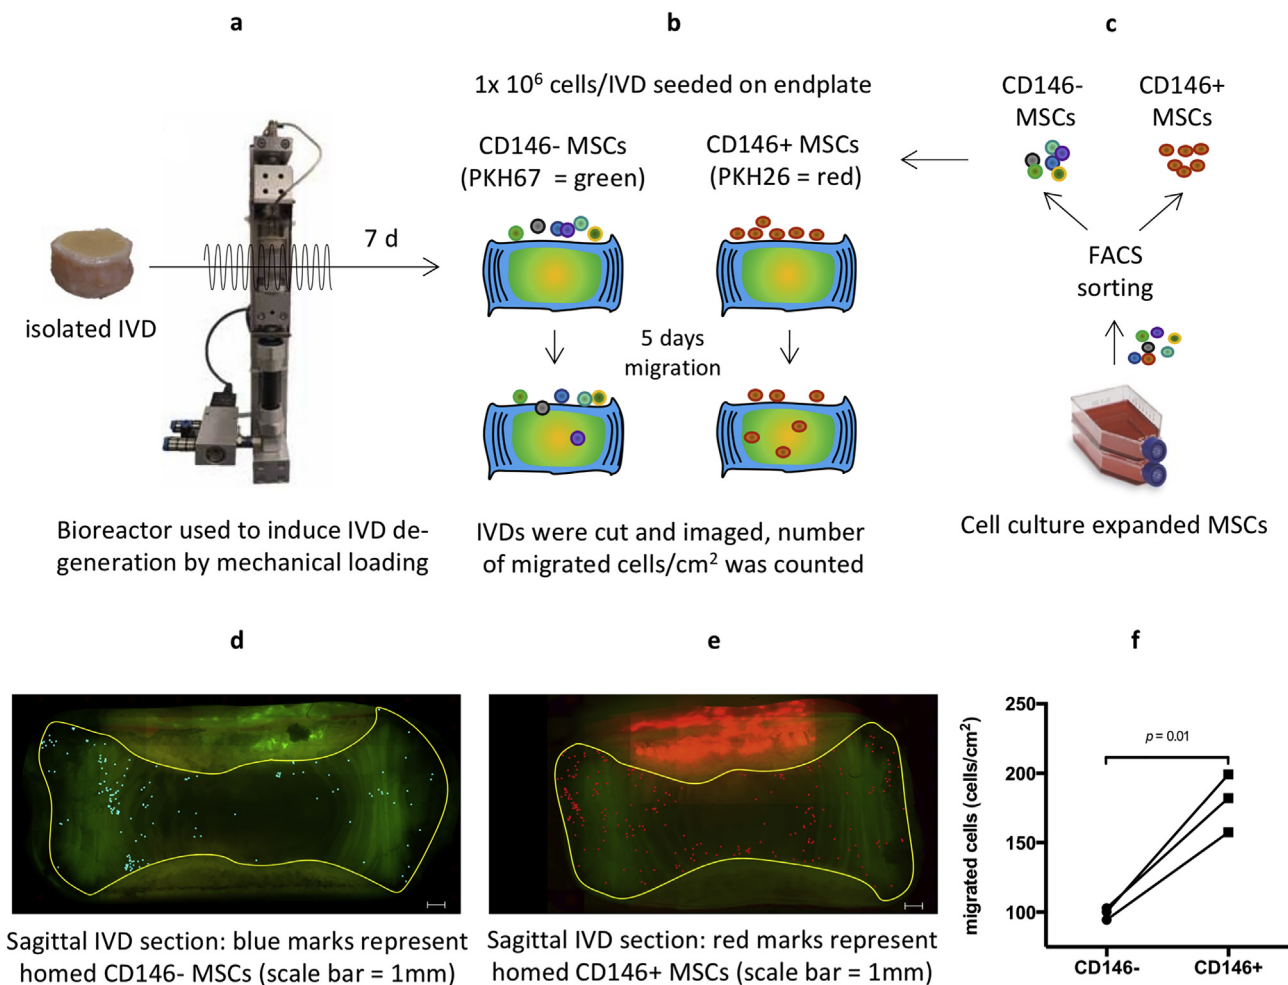 a
b
c
1x 10⁶ cells/IVD seeded on endplate
CD146- MSCs
(PKH67 = green)
CD146+ MSCs
(PKH26 = red)
CD146-
MSCs
CD146+
MSCs
7 d
isolated IVD
FACS
sorting
5 days
migration
Bioreactor used to induce IVD de-
generation by mechanical loading
IVDs were cut and imaged, number
of migrated cells/cm² was counted
Cell culture expanded MSCs
d
e
f
Sagittal IVD section: blue marks represent
homed CD146- MSCs (scale bar = 1mm)
Sagittal IVD section: red marks represent
homed CD146+ MSCs (scale bar = 1mm)
migrated cells (cells/cm²)
250
200
150
100
p = 0.01
CD146-
CD146+